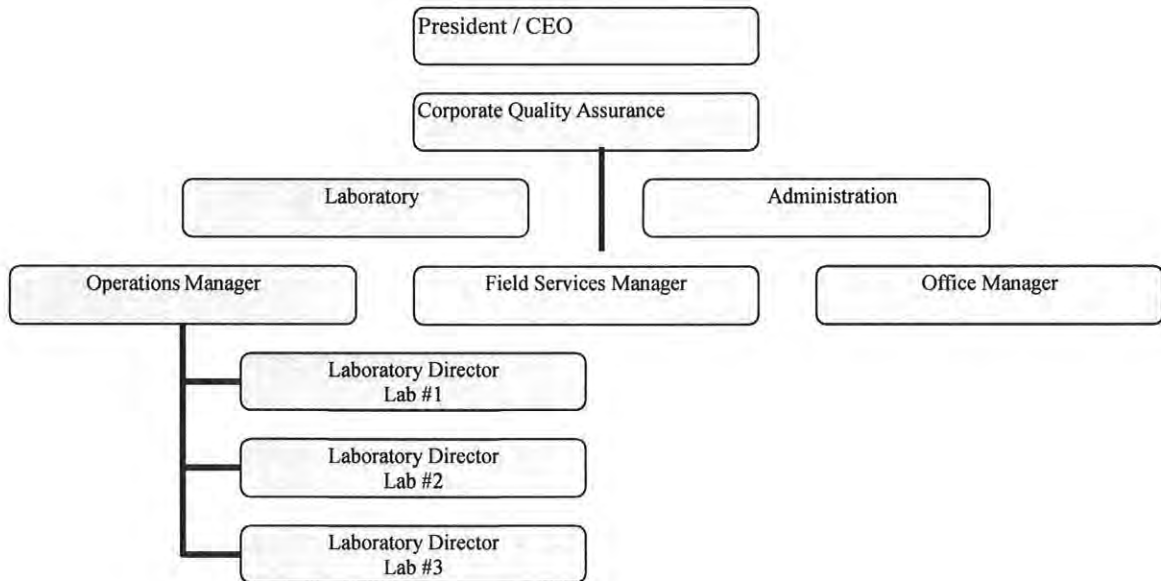 President / CEO
Corporate Quality Assurance
Laboratory
Administration
Operations Manager
Field Services Manager
Office Manager
Laboratory Director
Lab #1
Laboratory Director
Lab #2
Laboratory Director
Lab #3